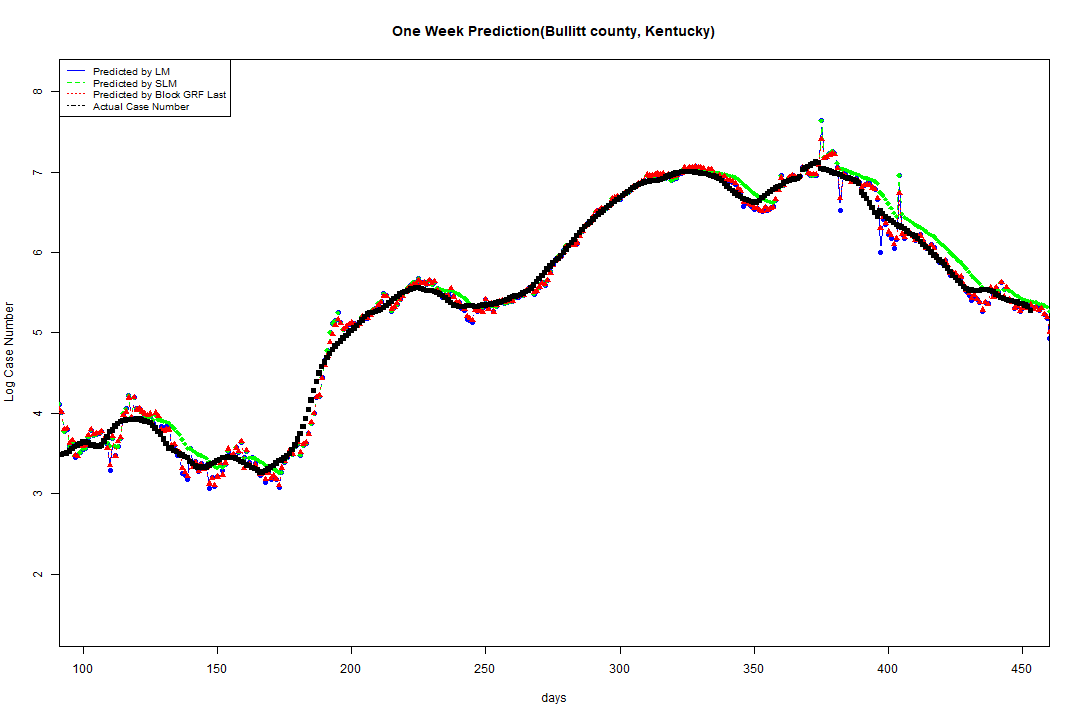 One Week Prediction(Bullitt county, Kentucky)
Predicted by LM
Predicted by SLM
Predicted by Block GRF Last
Actual Case Number
8
7
6
5
4
3
2
Log Case Number
100 150 200 250 300 350 400 450
days